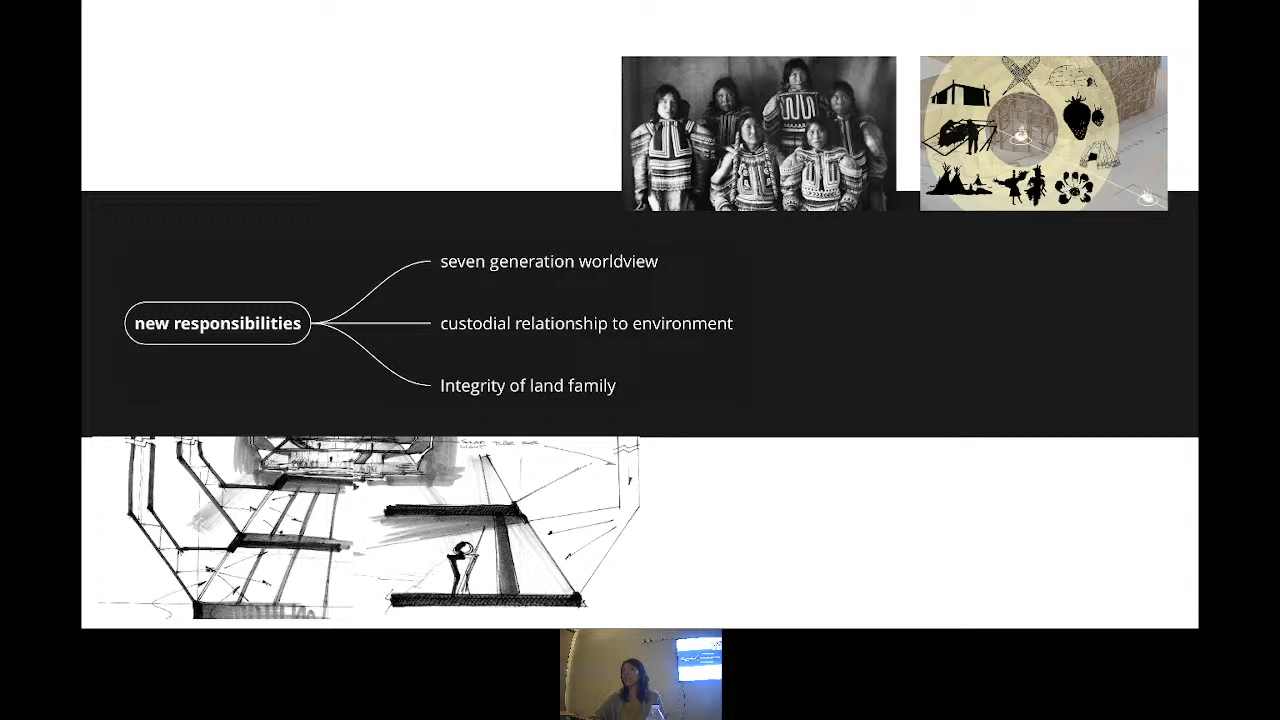 seven generation worldview
new responsibilities
custodial relationship to environment
Integrity of land family